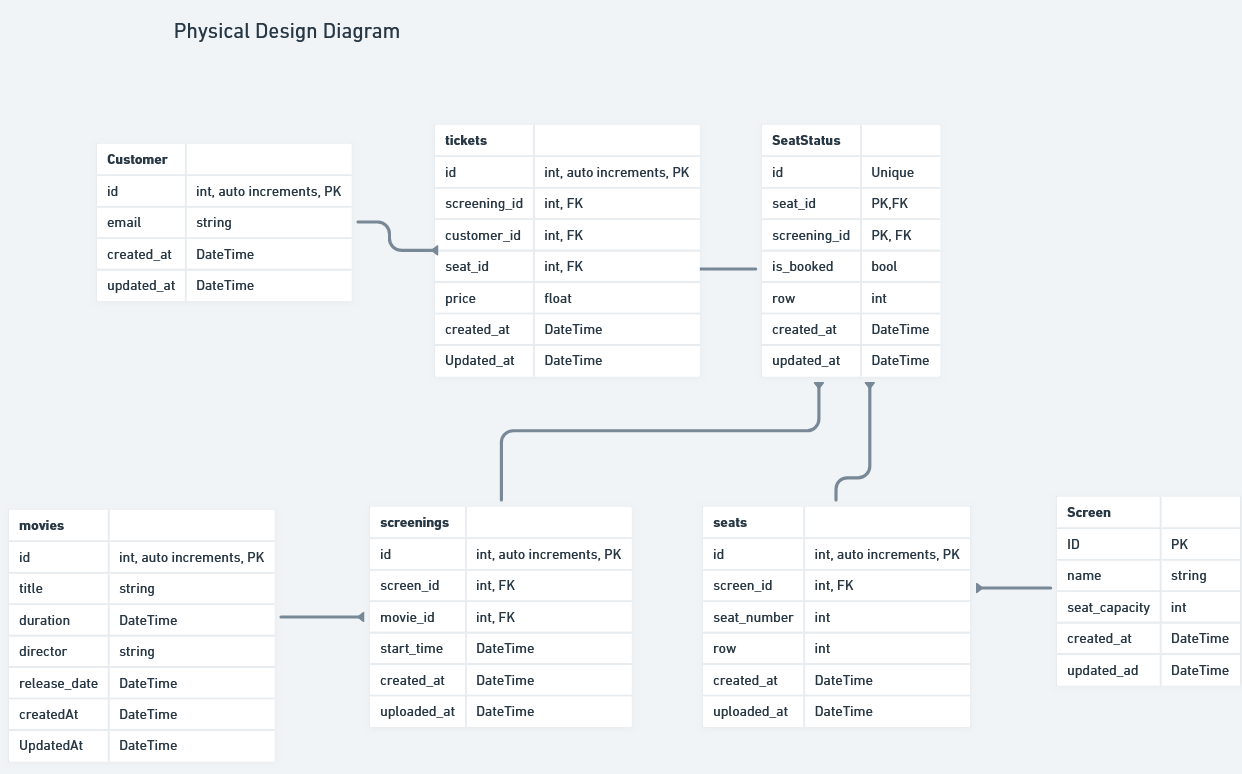 Physical Design Diagram
Customer
id int, auto increments, PK
email string
created_at DateTime
updated_at DateTime
tickets
id int, auto increments, PK
screening_id int, FK
customer_id int, FK
seat_id int, FK
price float
created_at DateTime
Updated_at DateTime
SeatStatus
id Unique
seat_id PK,FK
screening_id PK, FK
is_booked bool
row int
created_at DateTime
updated_at DateTime
movies
id int, auto increments, PK
title string
duration DateTime
director string
release_date DateTime
createdAt DateTime
UpdatedAt DateTime
screenings
id int, auto increments, PK
screen_id int, FK
movie_id int, FK
start_time DateTime
created_at DateTime
uploaded_at DateTime
seats
id int, auto increments, PK
screen_id int, FK
seat_number int
row int
created_at DateTime
uploaded_at DateTime
Screen
ID PK
name string
seat_capacity int
created_at DateTime
updated_ad DateTime